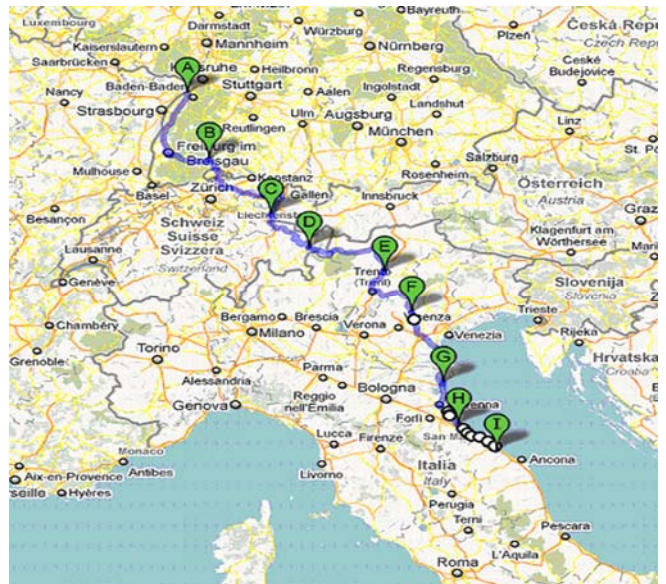 Luxembourg
Darmstadt
Würzburg
Bayreuth
Plzeň
Česká Rep
Czech Repu
Kaiserslautern
Mannheim
Nürnberg
Saarbrücken
Heilbronn
České
Budejovice
A
Regensburg
Baden-Baden
Stuttgart
Ingolstadt
Nancy
Aalen
Landshut
Strasbourg
Linz
Reutlingen
Ulm
Augsburg
St. Pö
B
München
Freiburg im
Breisgau
Mulhouse
Konstanz
Rosenheim
Salzburg
Basel
Zürich
C
Gallen
Innsbruck
Österreich
Austria
Besançon
Schweiz
Suisse
Svizzera
Switzerland
Liechtenst
D
Graz
Klagenfurt am
Wörthersee
Lausanne
E
Trento
(Trient)
Slovenija
Slovenia
Genève
F
enza
Trieste
Bergamo
Brescia
Verona
Venezia
Rijeka
Chambéry
Milano
Hrvatska
Croatia
Torino
G
Grenoble
Parma
Alessandria
Bologna
Reggio
nell'Emilia
H
Genova
Forlì
I
Lucca
Firenze
San Ma
Monaco
Aix-en-Provence
Antibes
Livorno
Italia
Italy
Ancona
Hyères
Perugia
Terni
Pescara
L'Aquila
Roma